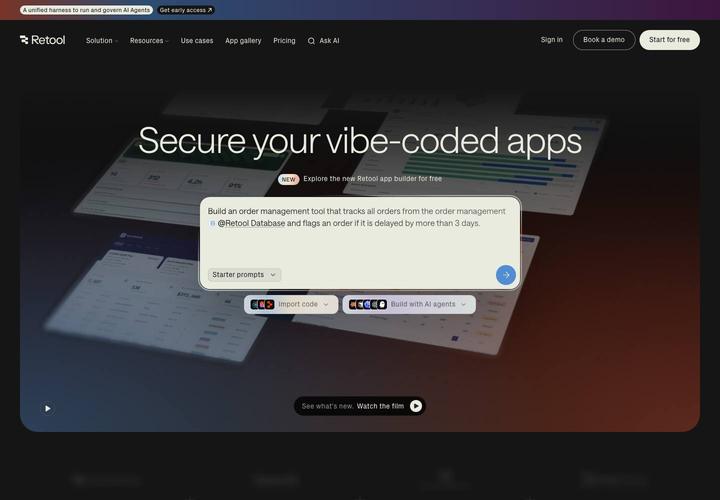 A unified harness to run and govern AI Agents
Get early access ↗
Retool
Solution
Resources
Use cases
App gallery
Pricing
Ask AI
Sign in
Book a demo
Start for free
Secure your vibe-coded apps
NEW
Explore the new Retool app builder for free
Build an order management tool that tracks all orders from the order management
@Retool Database and flags an order if it is delayed by more than 3 days.
Starter prompts
Import code
Build with AI agents
See what's new. Watch the film